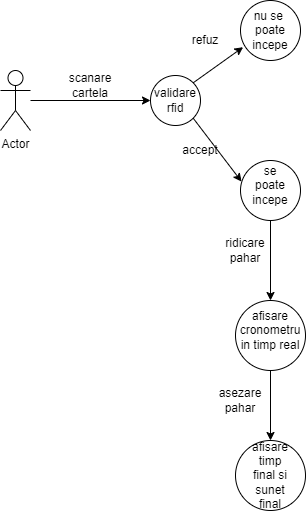 nu se
poate
incepe
refuz
scanare
cartela
validare
rfid
Actor
accept
se
poate
incepe
ridicare
pahar
afisare
cronometru
in timp real
asezare
pahar
afisare
timp
final si
sunet
final